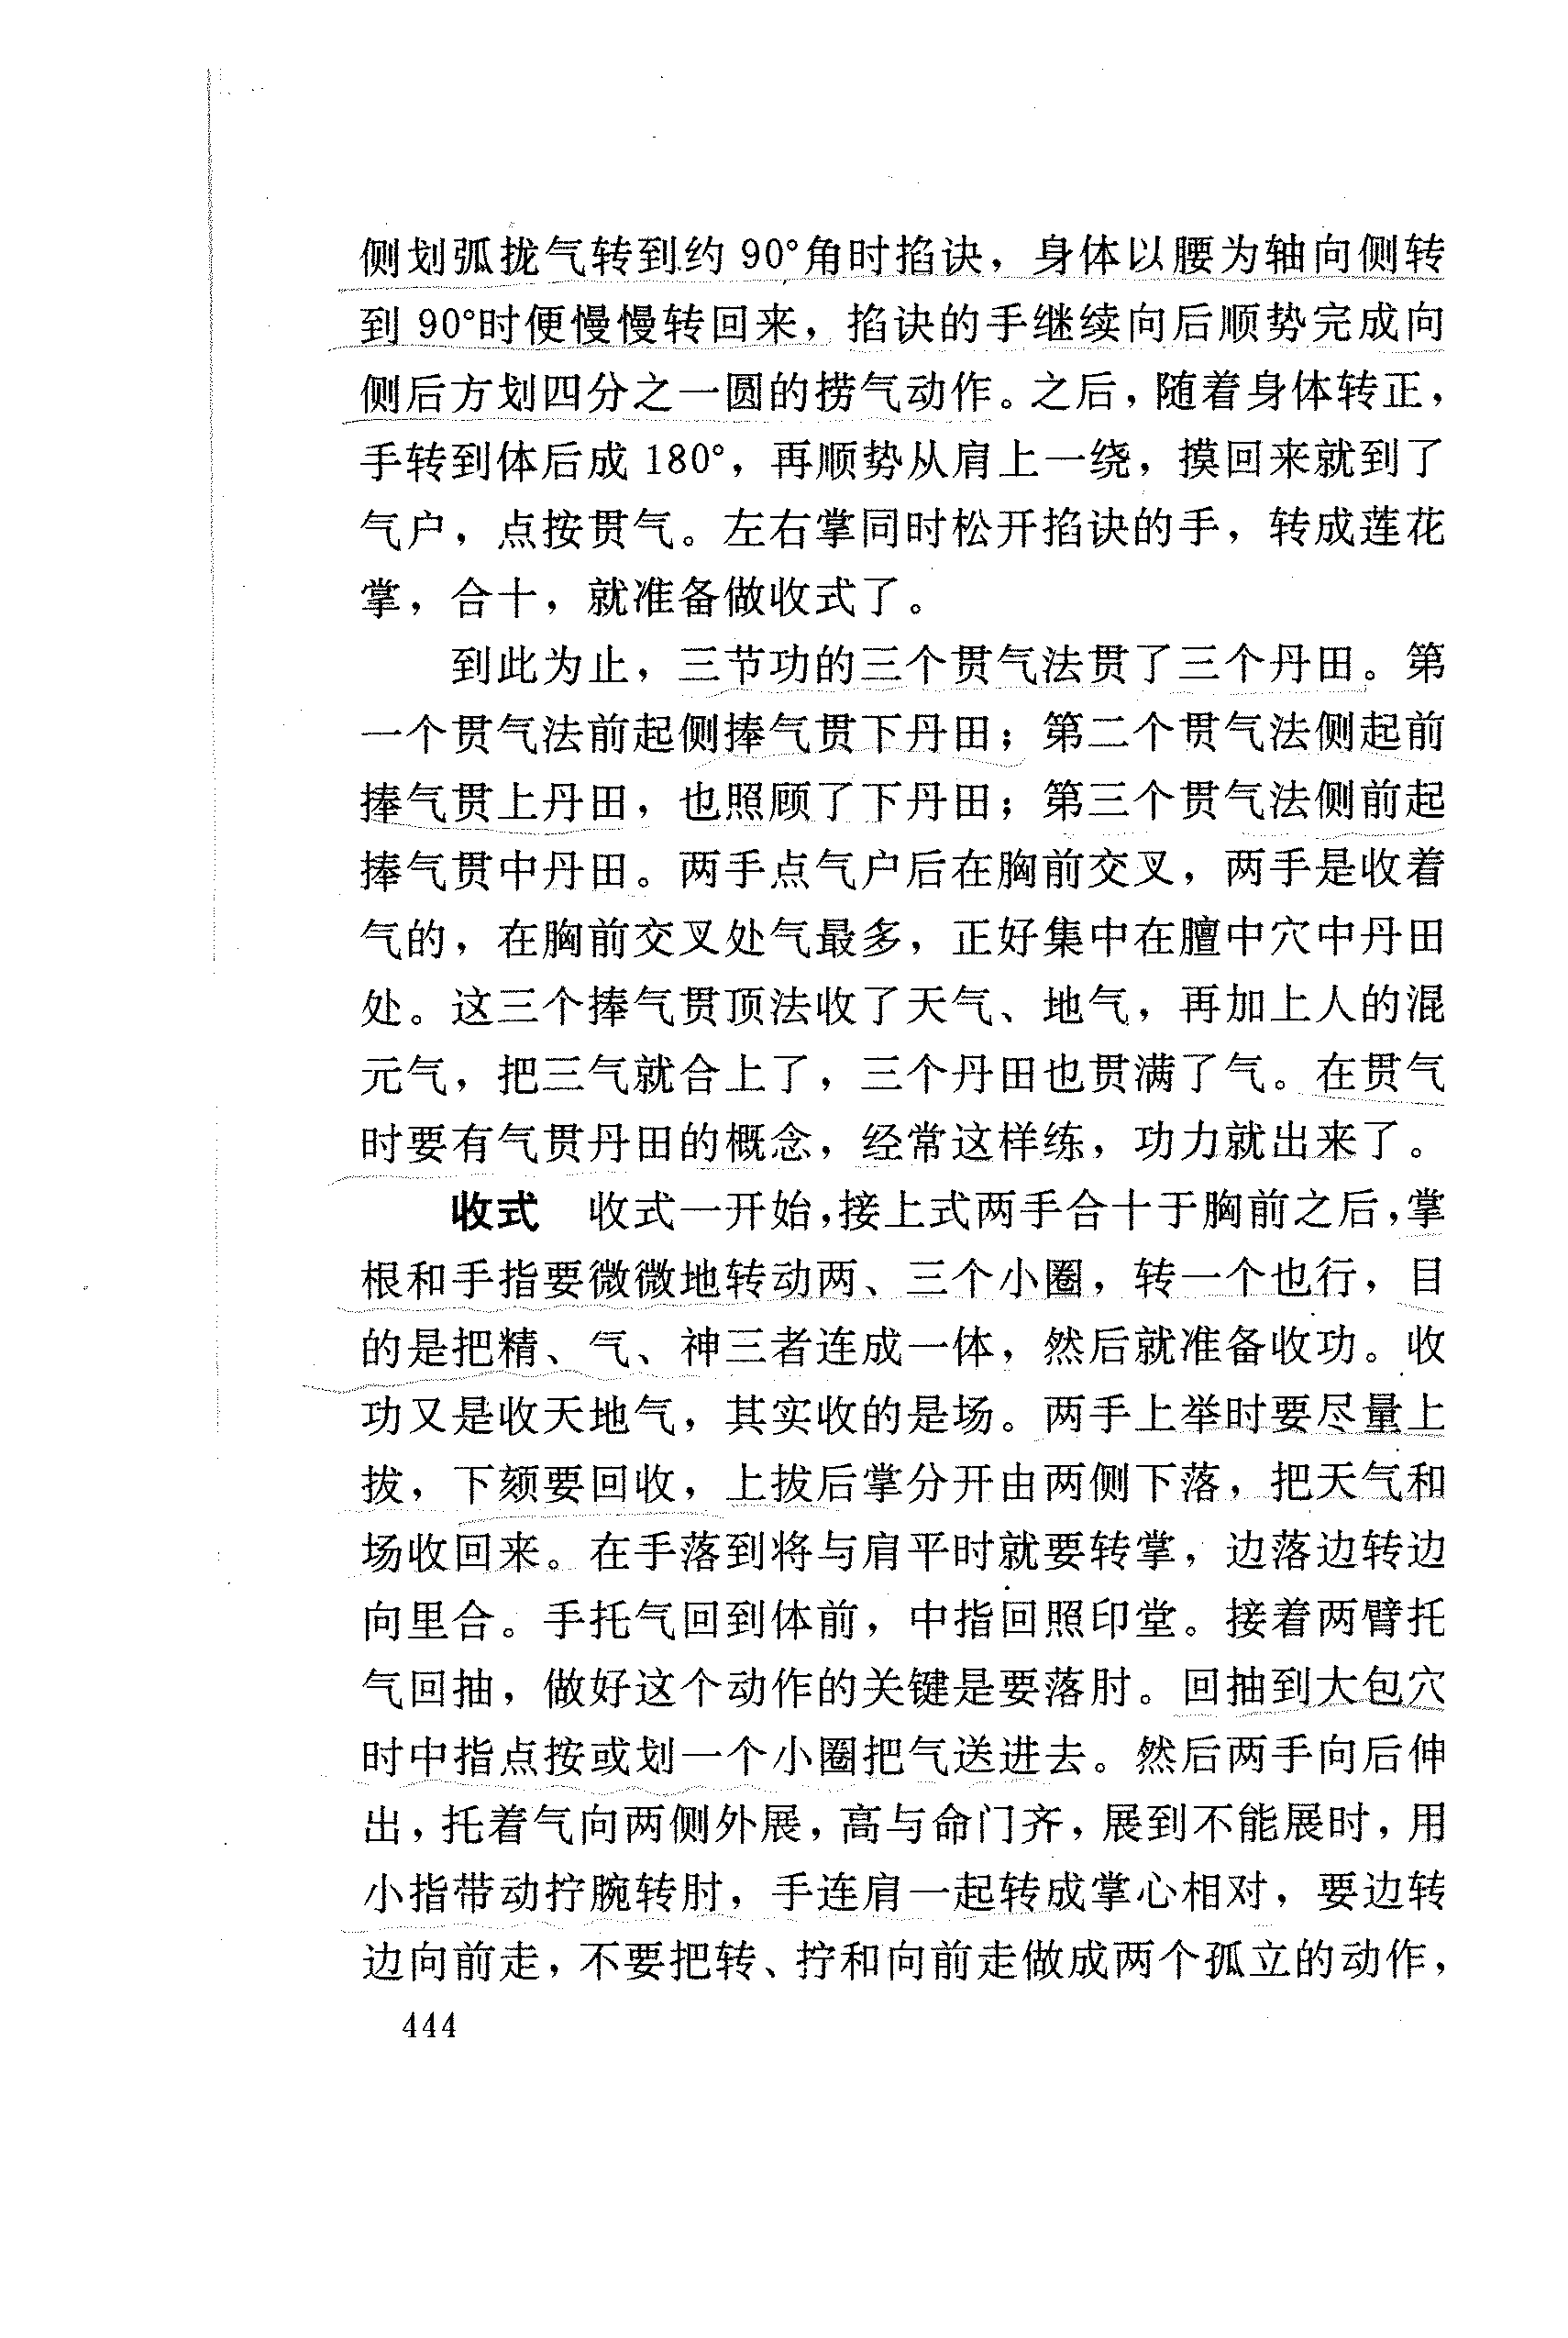 侧划弧拢气转到约 90°角时掐诀，身体以腰为轴向侧转
到 90°时便慢慢转回来，掐诀的手继续向后顺势完成向
侧后方划四分之一圆的捞气动作。之后，随着身体转正，
手转到体后成 180°，再顺势从肩上一绕，摸回来就到了
气户，点按贯气。左右掌同时松开掐诀的手，转成莲花
掌，合十，就准备做收式了。
到此为止，三节功的三个贯气法贯了三个丹田。第
一个贯气法前起侧捧气贯下丹田；第二个贯气法侧起前
捧气贯上丹田，也照顾了下丹田；第三个贯气法侧前起
捧气贯中丹田。两手点气户后在胸前交叉，两手是收着
气的，在胸前交叉处气最多，正好集中在膻中穴中丹田
处。这三个捧气贯顶法收了天气、地气，再加上人的混
元气，把三气就合上了，三个丹田也贯满了气。在贯气
时要有气贯丹田的概念，经常这样练，功力就出来了。
收式　收式一开始，接上式两手合十于胸前之后，掌
根和手指要微微地转动两、三个小圈，转一个也行，目
的是把精、气、神三者连成一体，然后就准备收功。收
功又是收天地气，其实收的是场。两手上举时要尽量上
拔，下颏要回收，上拔后掌分开由两侧下落，把天气和
场收回来。在手落到将与肩平时就要转掌，边落边转边
向里合。手托气回到体前，中指回照印堂。接着两臂托
气回抽，做好这个动作的关键是要落肘。回抽到大包穴
时中指点按或划一个小圈把气送进去。然后两手向后伸
出，托着气向两侧外展，高与命门齐，展到不能展时，用
小指带动拧腕转肘，手连肩一起转成掌心相对，要边转
边向前走，不要把转、拧和向前走做成两个孤立的动作，
444